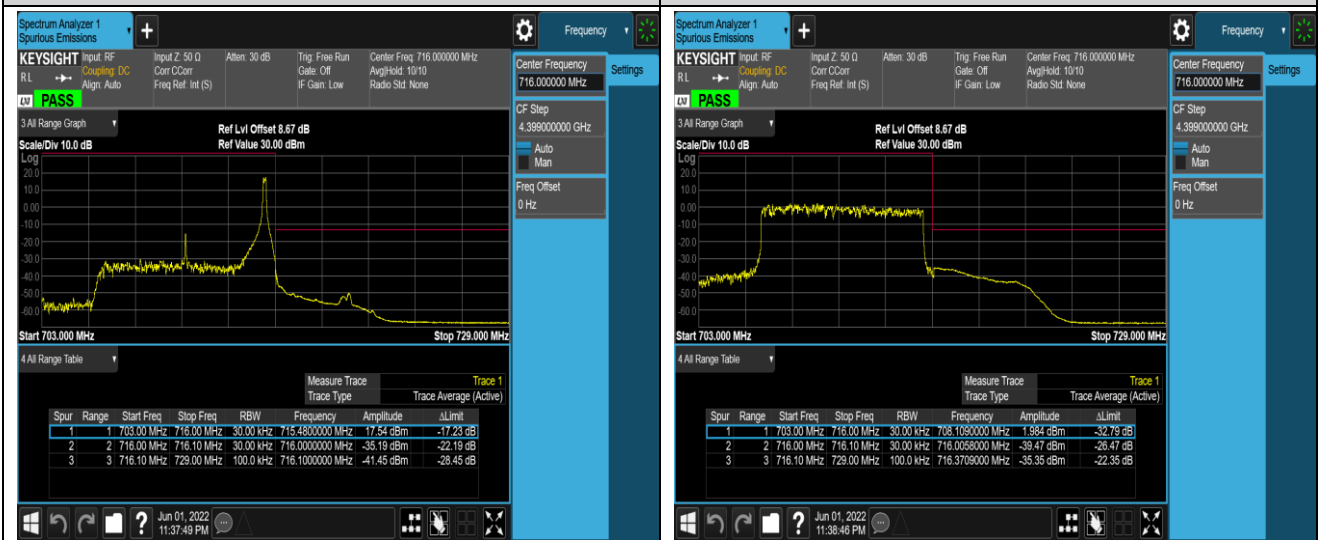 Spectrum Analyzer 1
Spurious Emissions
+
Frequency
KEYSIGHT Input: RF Input Z: 50 Ω Atten: 30 dB Trig: Free Run Center Freq: 716.000000 MHz
RL Coupling: DC Corr CCorr Gate: Off Avg|Hold: 10/10
Align: Auto Freq Ref: Int (S) IF Gain: Low Radio Std: None
LXI PASS
Center Frequency
716.000000 MHz
Settings
CF Step
4.399000000 GHz
Auto
Man
Freq Offset
0 Hz
3 All Range Graph
Ref Lvl Offset 8.67 dB
Scale/Div 10.0 dB Ref Value 30.00 dBm
Log
20.0
10.0
0.00
-10.0
-20.0
-30.0
-40.0
-50.0
-60.0
Start 703.000 MHz Stop 729.000 MHz
4 All Range Table
Measure Trace Trace 1
Trace Type Trace Average (Active)
Spur Range Start Freq Stop Freq RBW Frequency Amplitude ΔLimit
1 1 703.00 MHz 716.00 MHz 30.00 kHz 715.4800000 MHz 17.54 dBm -17.23 dB
2 2 716.00 MHz 716.10 MHz 30.00 kHz 716.0000000 MHz -35.19 dBm -22.19 dB
3 3 716.10 MHz 729.00 MHz 100.0 kHz 716.1000000 MHz -41.45 dBm -28.45 dB
?
Jun 01, 2022
11:37:49 PM
Spectrum Analyzer 1
Spurious Emissions
+
Frequency
KEYSIGHT Input: RF Input Z: 50 Ω Atten: 30 dB Trig: Free Run Center Freq: 716.000000 MHz
RL Coupling: DC Corr CCorr Gate: Off Avg|Hold: 10/10
Align: Auto Freq Ref: Int (S) IF Gain: Low Radio Std: None
LXI PASS
Center Frequency
716.000000 MHz
Settings
CF Step
4.399000000 GHz
Auto
Man
Freq Offset
0 Hz
3 All Range Graph
Ref Lvl Offset 8.67 dB
Scale/Div 10.0 dB Ref Value 30.00 dBm
Log
20.0
10.0
0.00
-10.0
-20.0
-30.0
-40.0
-50.0
-60.0
Start 703.000 MHz Stop 729.000 MHz
4 All Range Table
Measure Trace Trace 1
Trace Type Trace Average (Active)
Spur Range Start Freq Stop Freq RBW Frequency Amplitude ΔLimit
1 1 703.00 MHz 716.00 MHz 30.00 kHz 708.1090000 MHz 1.984 dBm -32.79 dB
2 2 716.00 MHz 716.10 MHz 30.00 kHz 716.0058000 MHz -39.47 dBm -26.47 dB
3 3 716.10 MHz 729.00 MHz 100.0 kHz 716.3709000 MHz -35.35 dBm -22.35 dB
?
Jun 01, 2022
11:38:46 PM